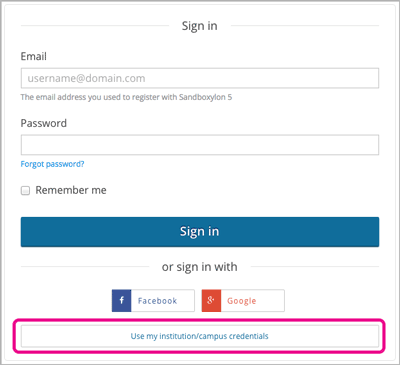 Sign in
Email
username@domain.com
The email address you used to register with Sandboxylon 5
Password
Forgot password?
Remember me
Sign in
or sign in with
f Facebook
g+ Google
Use my institution/campus credentials